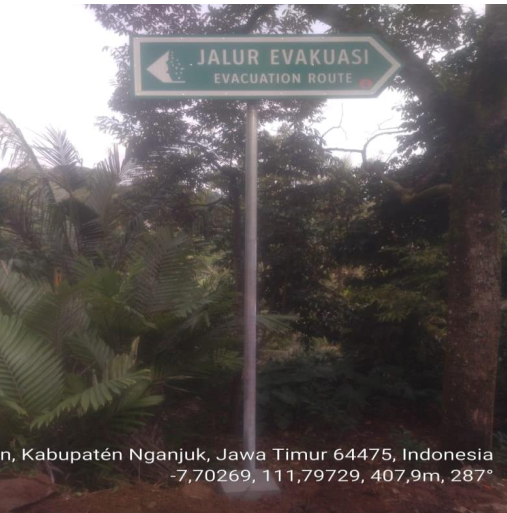 JALUR EVAKUASI
EVACUATION ROUTE
n, Kabupatén Nganjuk, Jawa Timur 64475, Indonesia
-7,70269, 111,79729, 407,9m, 287°